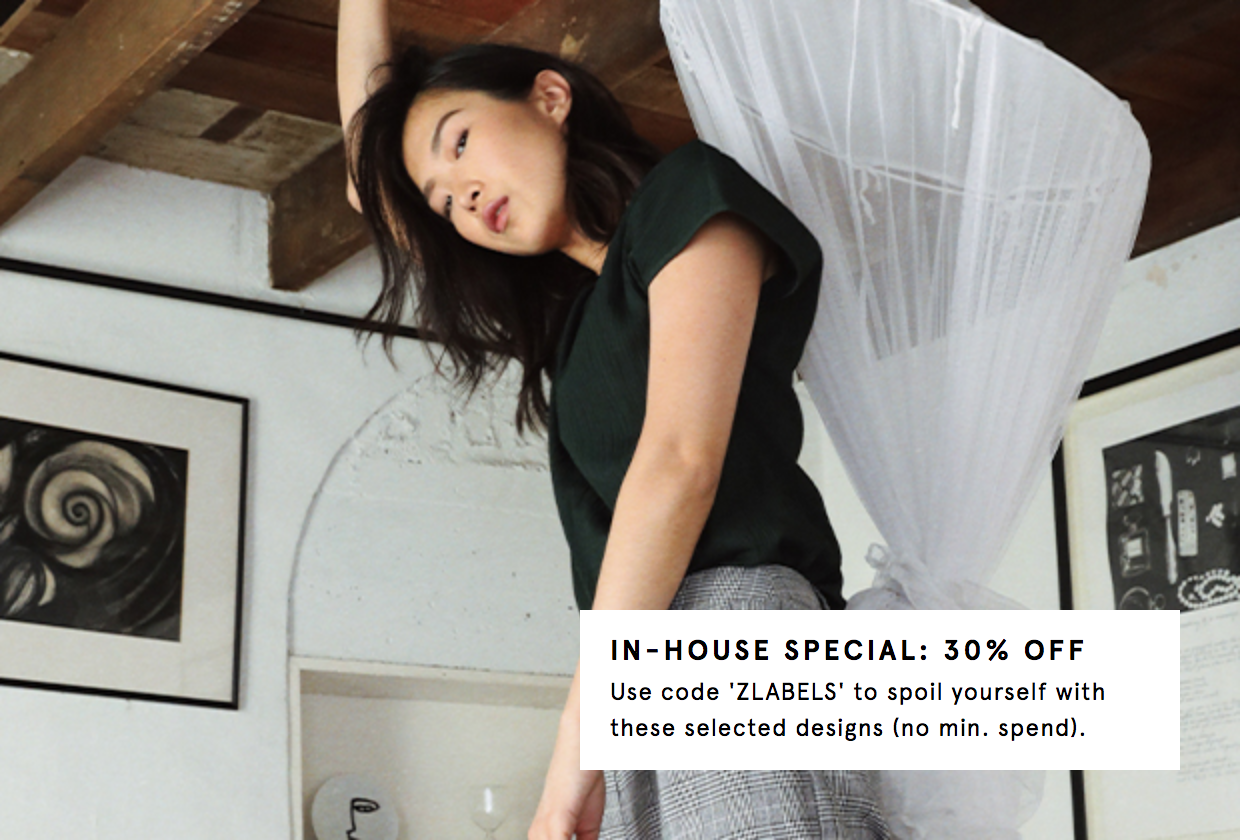 IN-HOUSE SPECIAL: 30% OFF
Use code 'ZLABELS' to spoil yourself with
these selected designs (no min. spend).